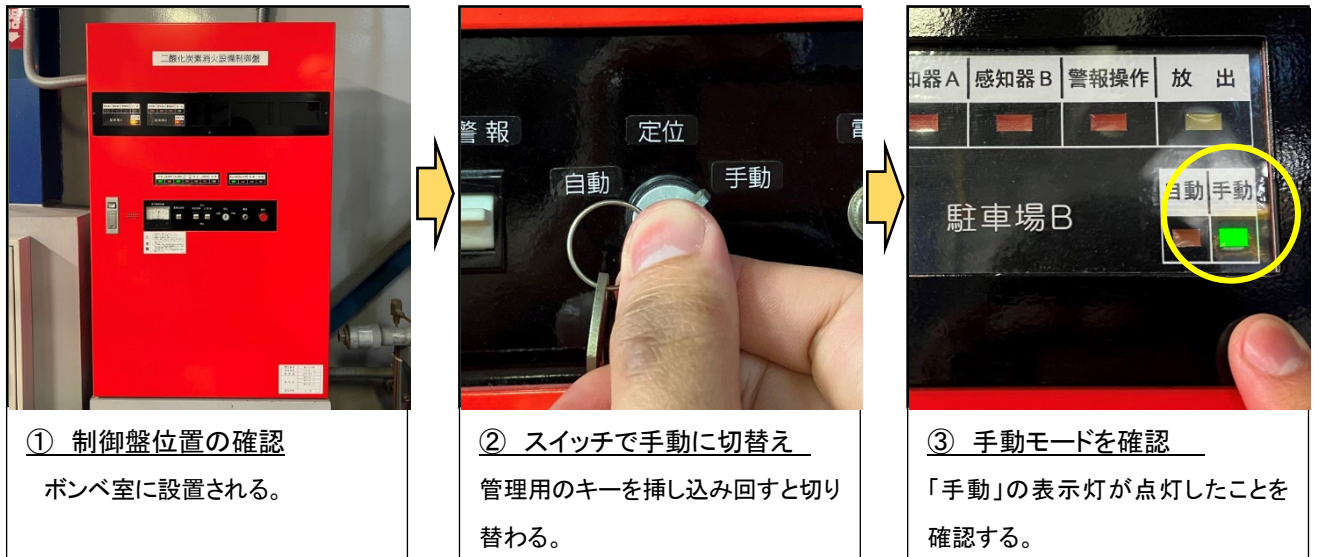 二酸化炭素消火設備制御盤
警報
定位
電
自動
手動
知器A 感知器B 警報操作 放 出
自動 手動
駐車場B
① 制御盤位置の確認
ボンベ室に設置される。
② スイッチで手動に切替え
管理用のキーを挿し込み回すと切り
替わる。
③ 手動モードを確認
「手動」の表示灯が点灯したことを
確認する。